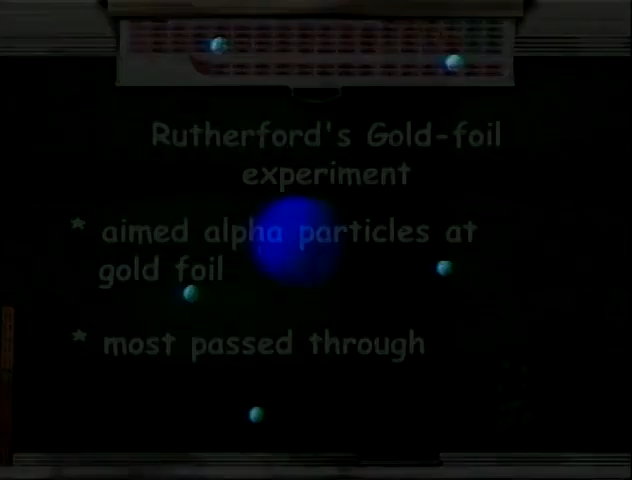 Rutherford's Gold-foil
experiment
* aimed alpha particles at
gold foil
* most passed through